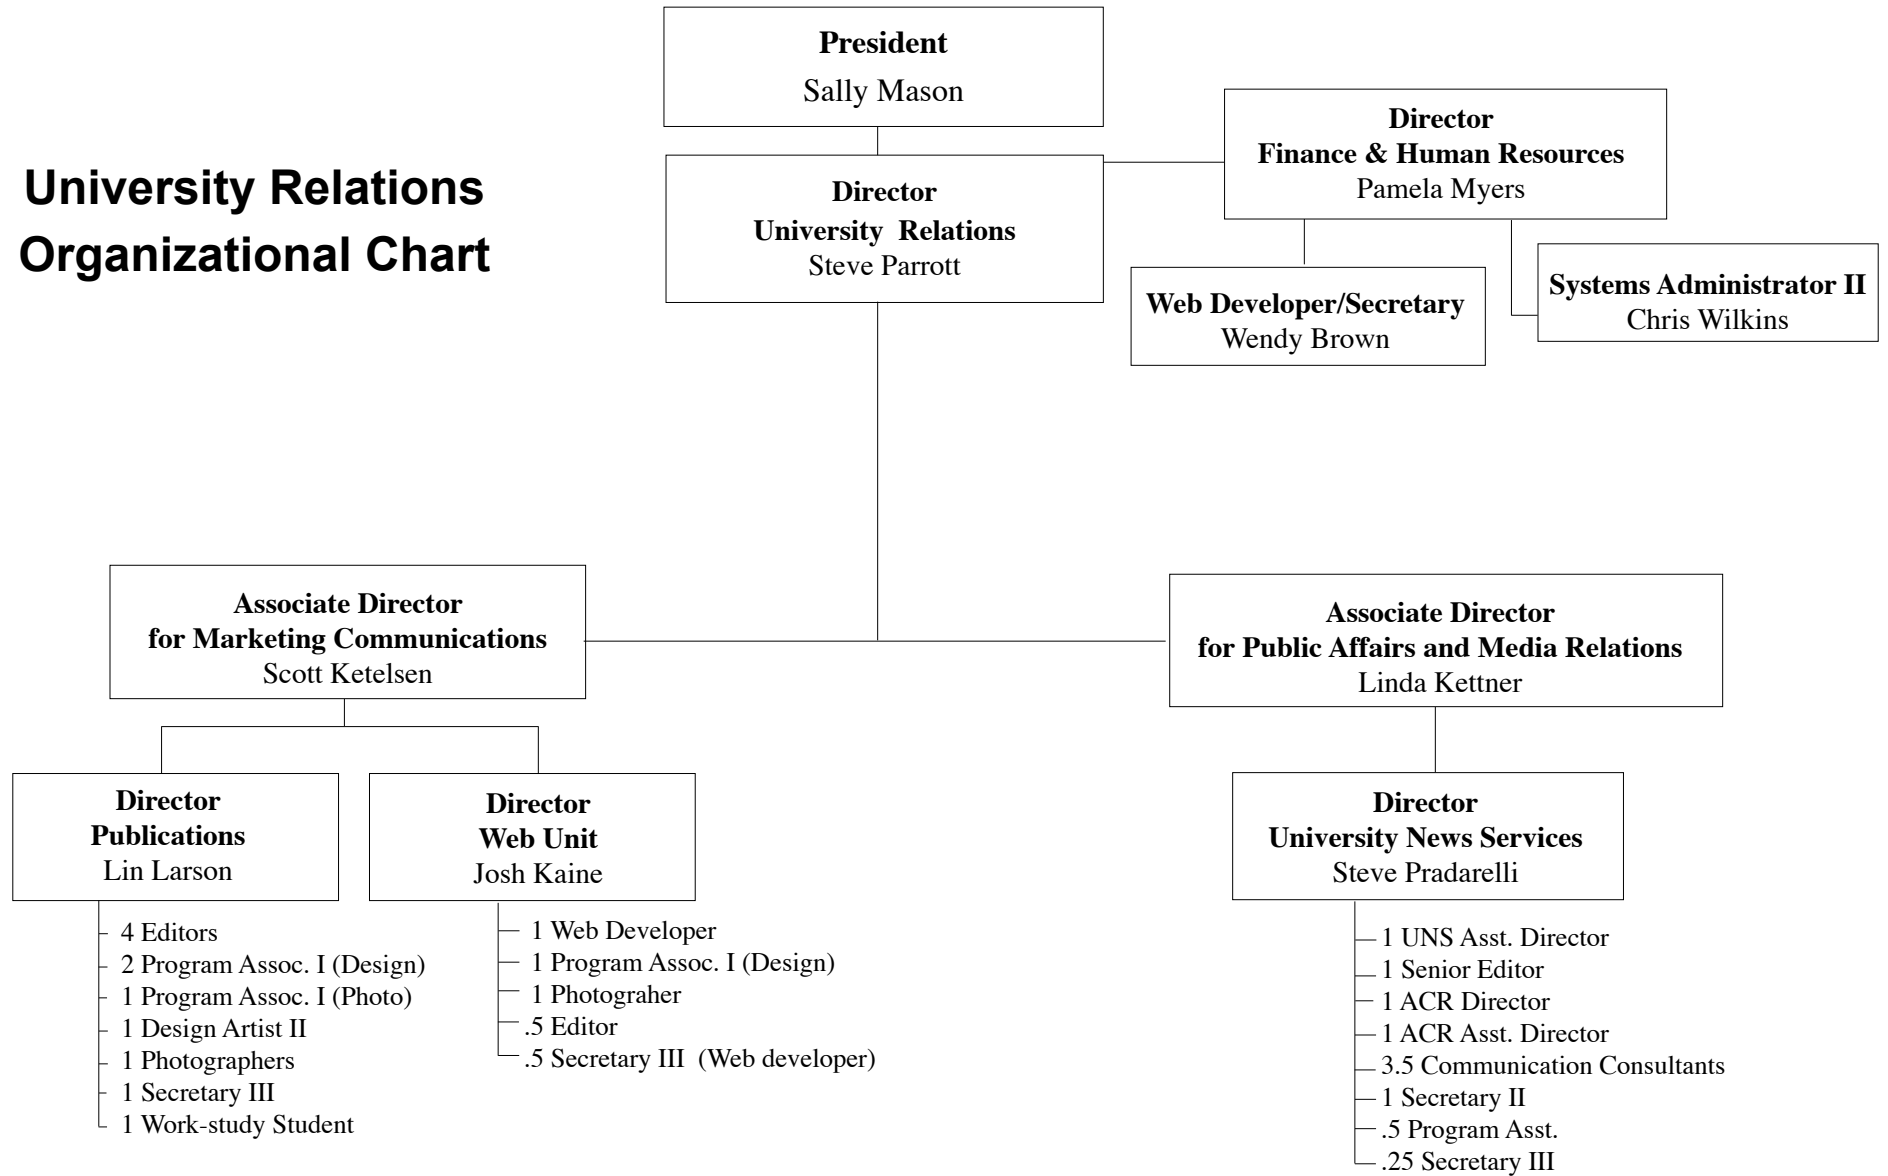 University Relations
Organizational Chart
President
Sally Mason
Director
University Relations
Steve Parrott
Director
Finance & Human Resources
Pamela Myers
Web Developer/Secretary
Wendy Brown
Systems Administrator II
Chris Wilkins
Associate Director
for Marketing Communications
Scott Ketelsen
Associate Director
for Public Affairs and Media Relations
Linda Kettner
Director
Publications
Lin Larson
4 Editors
2 Program Assoc. I (Design)
1 Program Assoc. I (Photo)
1 Design Artist II
1 Photographers
1 Secretary III
1 Work-study Student
Director
Web Unit
Josh Kaine
1 Web Developer
1 Program Assoc. I (Design)
1 Photograher
.5 Editor
.5 Secretary III (Web developer)
Director
University News Services
Steve Pradarelli
1 UNS Asst. Director
1 Senior Editor
1 ACR Director
1 ACR Asst. Director
3.5 Communication Consultants
1 Secretary II
.5 Program Asst.
.25 Secretary III